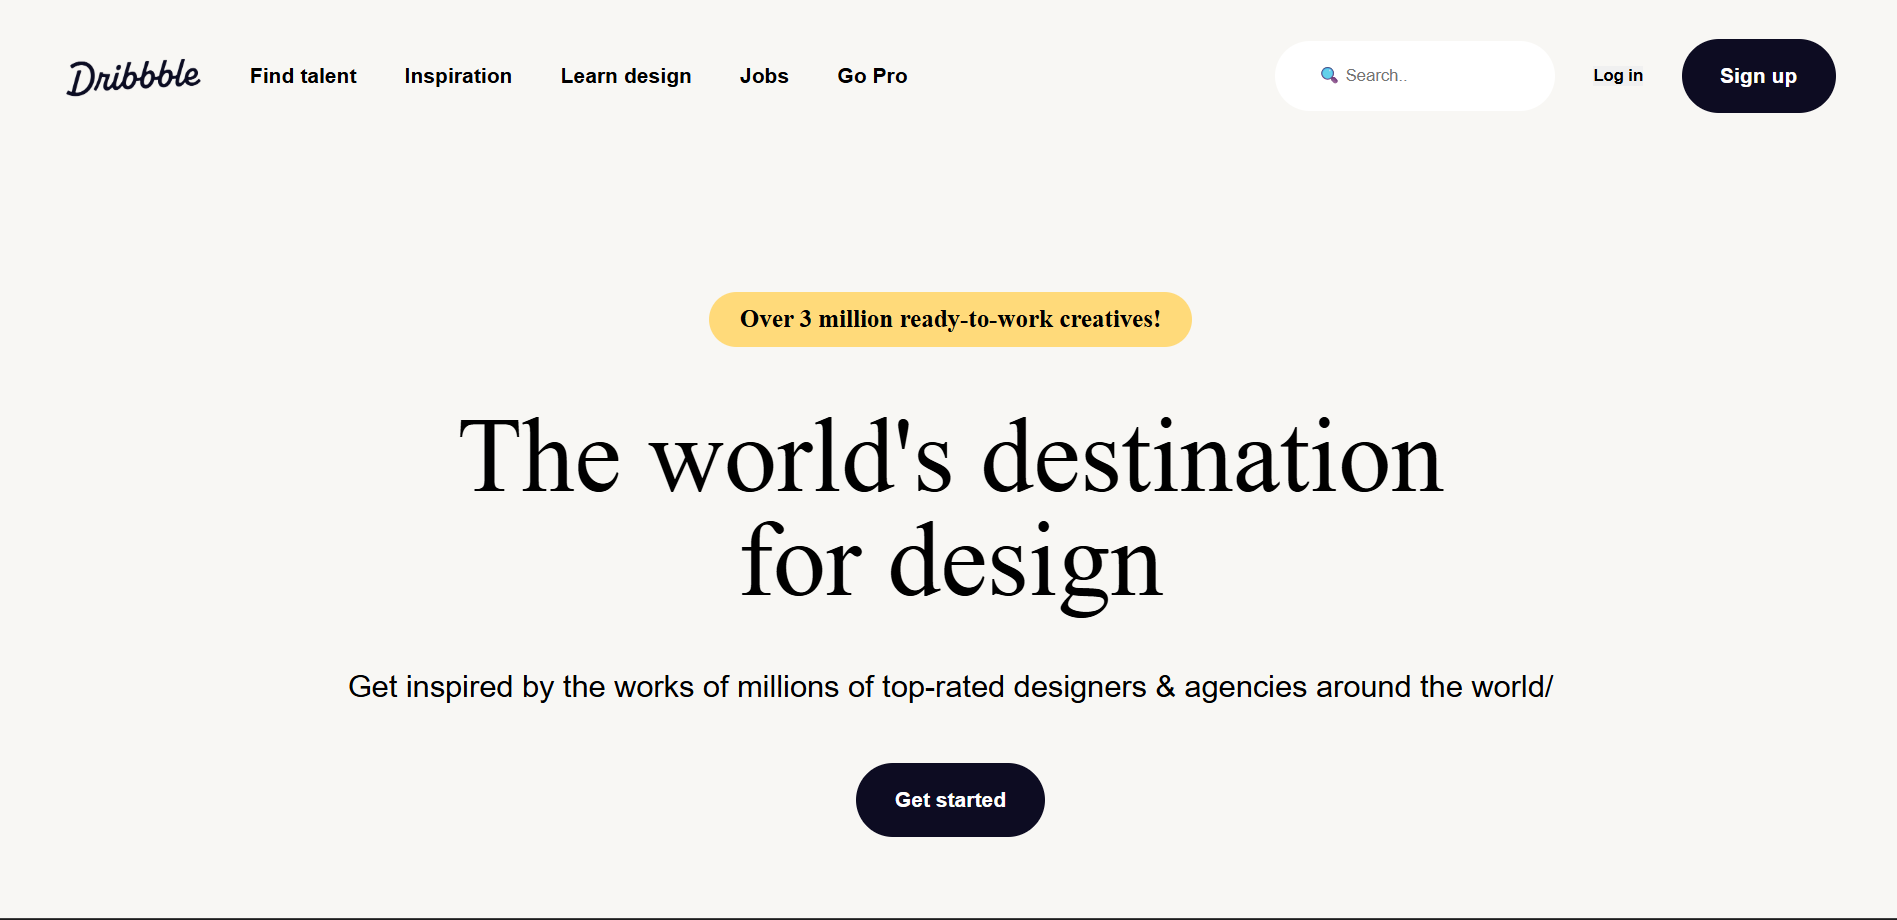 Dribbble
Find talent
Inspiration
Learn design
Jobs
Go Pro
🔍 Search..
Log in
Sign up
Over 3 million ready-to-work creatives!
The world's destination
for design
Get inspired by the works of millions of top-rated designers & agencies around the world/
Get started